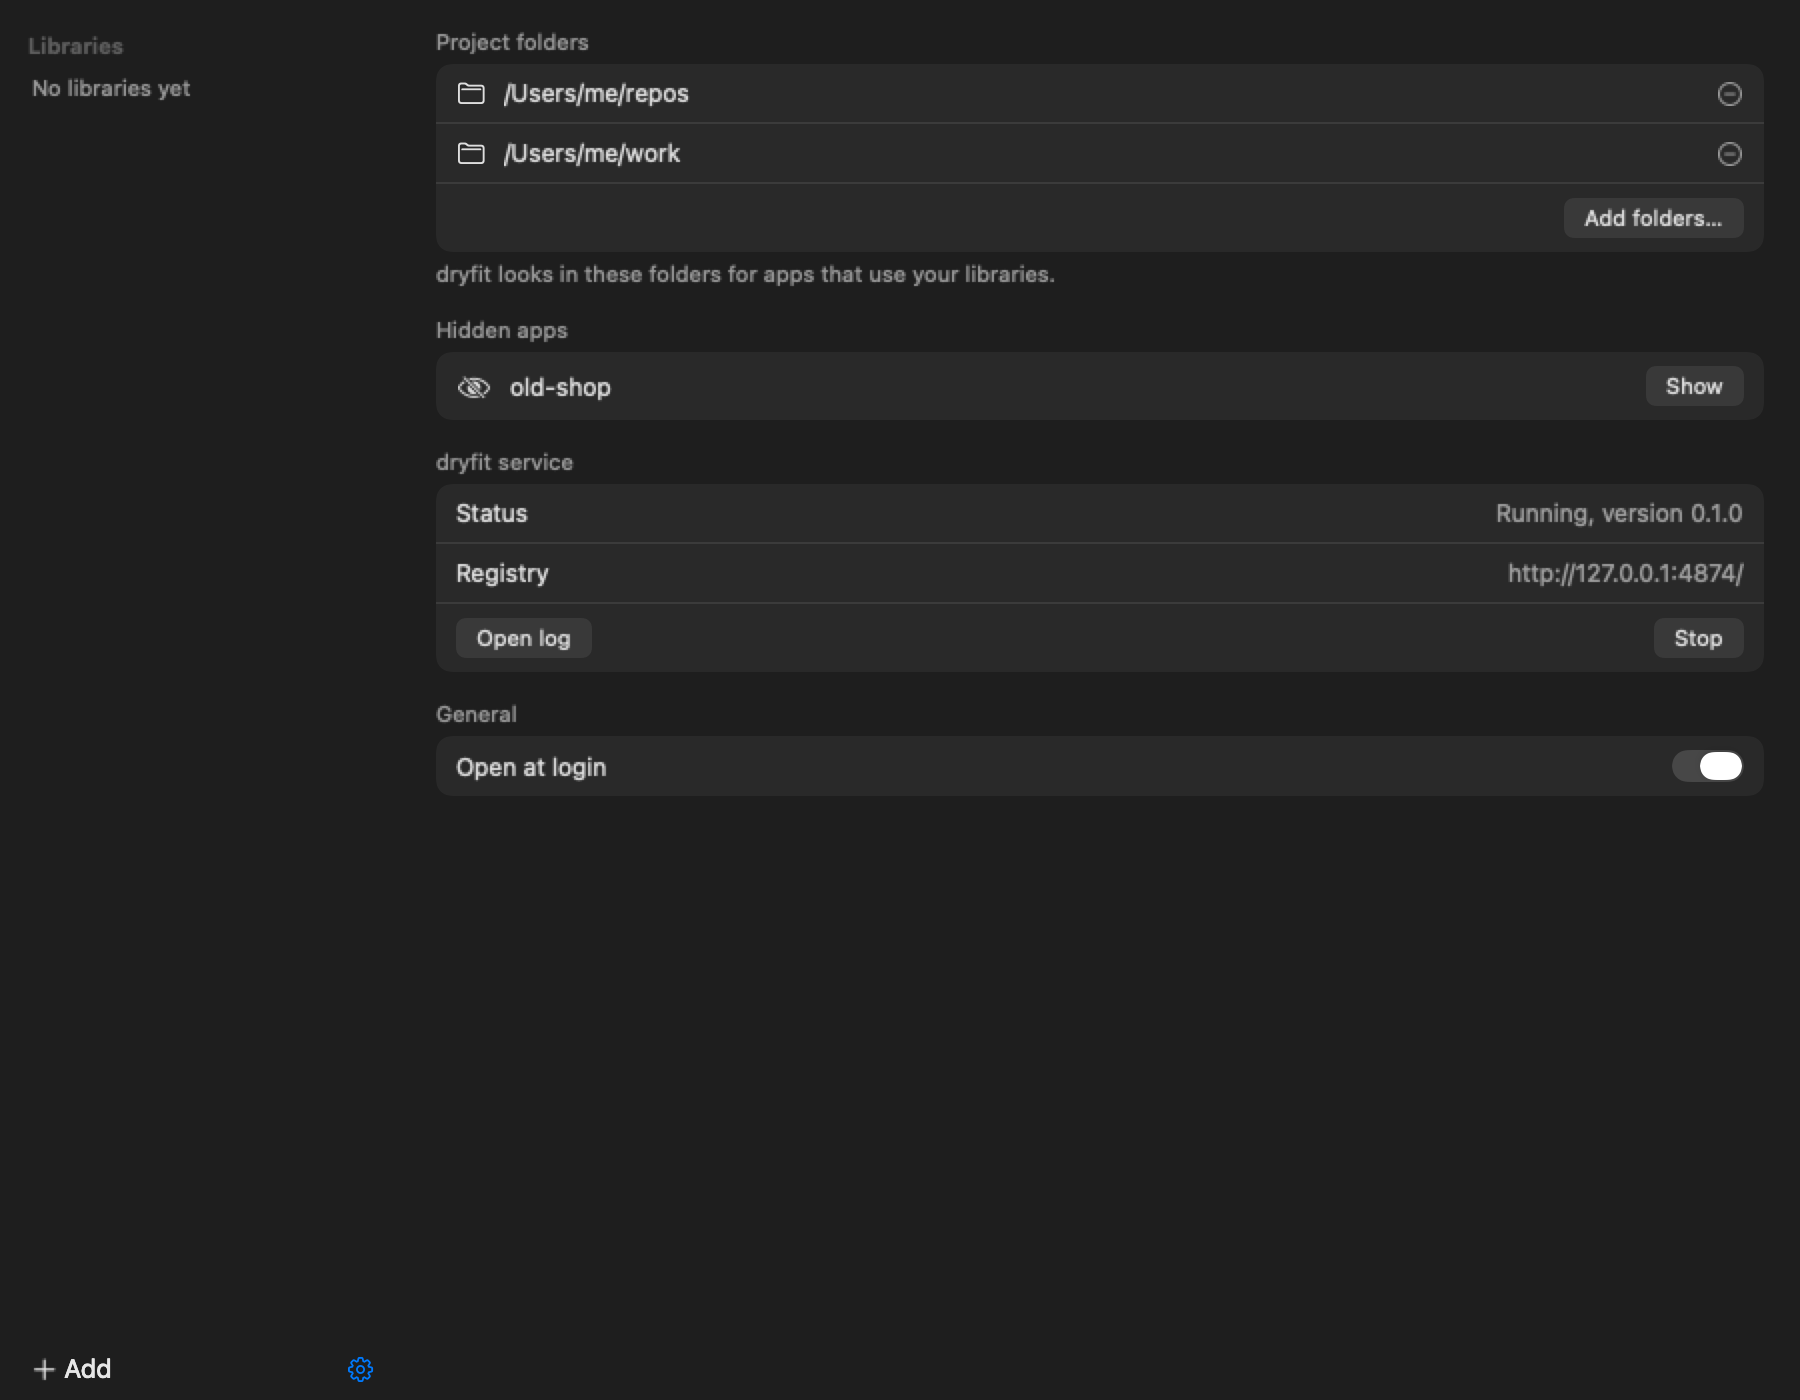 Libraries
No libraries yet
Project folders
/Users/me/repos
/Users/me/work
Add folders...
dryfit looks in these folders for apps that use your libraries.
Hidden apps
old-shop
Show
dryfit service
Status
Running, version 0.1.0
Registry
http://127.0.0.1:4874/
Open log
Stop
General
Open at login
Add